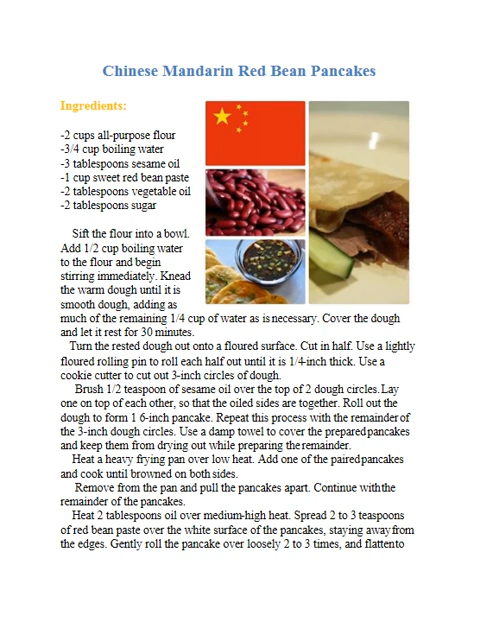 Chinese Mandarin Red Bean Pancakes
Ingredients:
-2 cups all-purpose flour
-3/4 cup boiling water
-3 tablespoons sesame oil
-1 cup sweet red bean paste
-2 tablespoons vegetable oil
-2 tablespoons sugar
Sift the flour into a bowl.
Add 1/2 cup boiling water
to the flour and begin
stirring immediately. Knead
the warm dough until it is
smooth dough, adding as
much of the remaining 1/4 cup of water as is necessary. Cover the dough
and let it rest for 30 minutes.
Turn the rested dough out onto a floured surface. Cut in half. Use a lightly
floured rolling pin to roll each half out until it is 1/4-inch thick. Use a
cookie cutter to cut out 3-inch circles of dough.
Brush 1/2 teaspoon of sesame oil over the top of 2 dough circles. Lay
one on top of each other, so that the oiled sides are together. Roll out the
dough to form 1 6-inch pancake. Repeat this process with the remainder of
the 3-inch dough circles. Use a damp towel to cover the prepared pancakes
and keep them from drying out while preparing the remainder.
Heat a heavy frying pan over low heat. Add one of the paired pancakes
and cook until browned on both sides.
Remove from the pan and pull the pancakes apart. Continue with the
remainder of the pancakes.
Heat 2 tablespoons oil over medium-high heat. Spread 2 to 3 teaspoons
of red bean paste over the white surface of the pancakes, staying away from
the edges. Gently roll the pancake over loosely 2 to 3 times, and flatten to